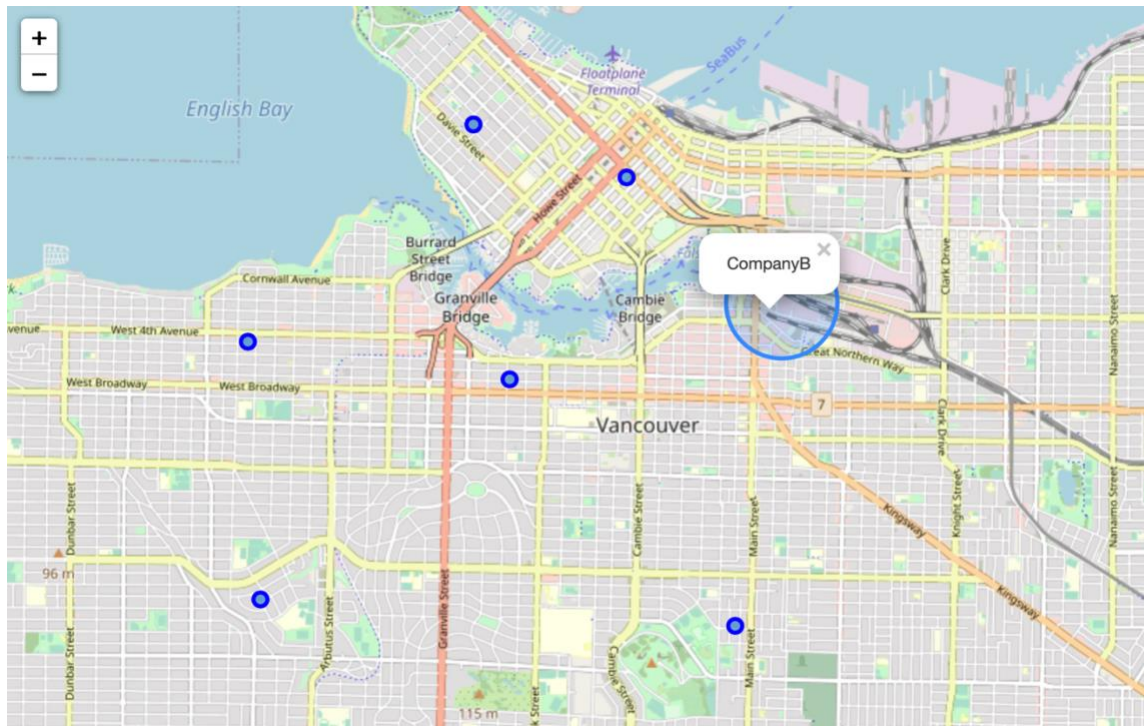 +
−
English Bay
Floatplane
Terminal
SeaBus
Davie Street
Howe Street
Burrard
Street
Bridge
Granville
Bridge
Cambie
Bridge
CompanyB
Clark Drive
Nanaimo Street
Cornwall Avenue
venue
West 4th Avenue
Great Northern Way
West Broadway
West Broadway
7
Vancouver
Clark Drive
Dunbar Street
Cambie Street
Main Street
Kingsway
Knight Street
Nanaimo Street
96 m
Granville Street
Arbutus Street
Kingsway
Dunbar Street
Cambie Street
Main Street
115 m
k Street